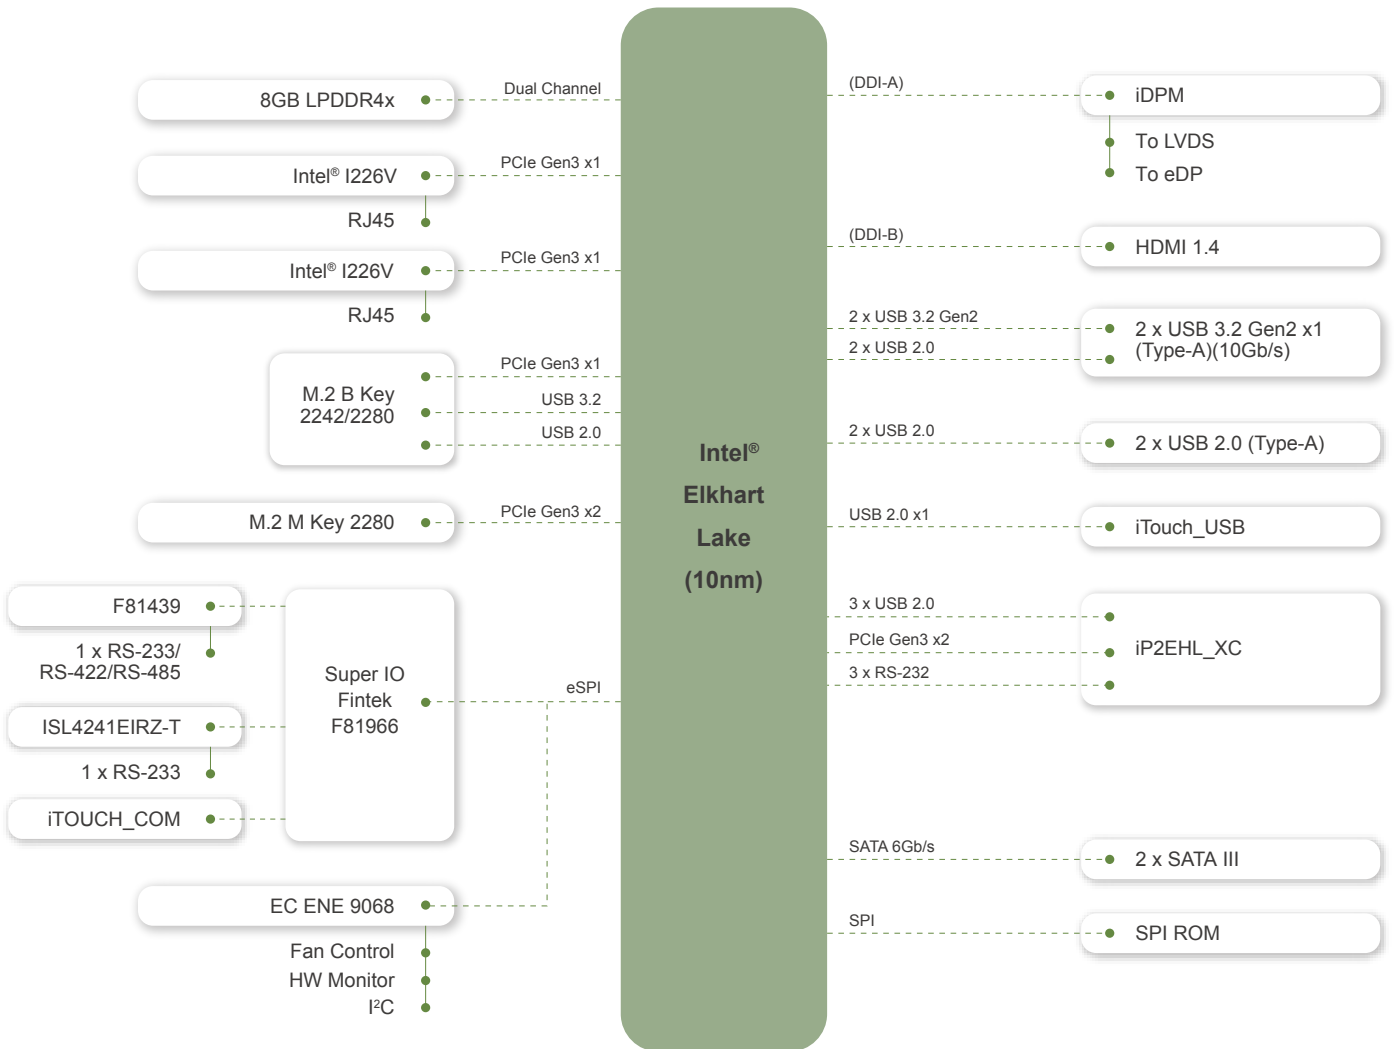 8GB LPDDR4x
Dual Channel
Intel® I226V
PCIe Gen3 x1
RJ45
Intel® I226V
PCIe Gen3 x1
RJ45
M.2 B Key
2242/2280
PCIe Gen3 x1
USB 3.2
USB 2.0
M.2 M Key 2280
PCIe Gen3 x2
F81439
1 x RS-233/
RS-422/RS-485
ISL4241EIRZ-T
1 x RS-233
iTOUCH_COM
Super IO
Fintek
F81966
eSPI
EC ENE 9068
Fan Control
HW Monitor
I²C
Intel®
Elkhart
Lake
(10nm)
(DDI-A)
iDPM
To LVDS
To eDP
(DDI-B)
HDMI 1.4
2 x USB 3.2 Gen2
2 x USB 2.0
2 x USB 3.2 Gen2 x1
(Type-A)(10Gb/s)
2 x USB 2.0
2 x USB 2.0 (Type-A)
USB 2.0 x1
iTouch_USB
3 x USB 2.0
PCIe Gen3 x2
3 x RS-232
iP2EHL_XC
SATA 6Gb/s
2 x SATA III
SPI
SPI ROM